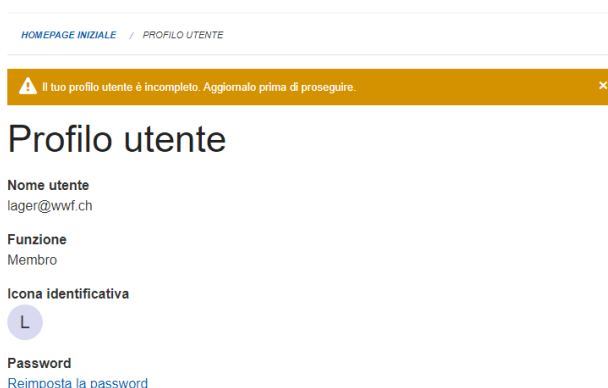 HOMEPAGE INIZIALE / PROFILO UTENTE
Il tuo profilo utente è incompleto. Aggiornalo prima di proseguire. ×
Profilo utente
Nome utente
lager@wwf.ch
Funzione
Membro
Icona identificativa
L
Password
Reimposta la password